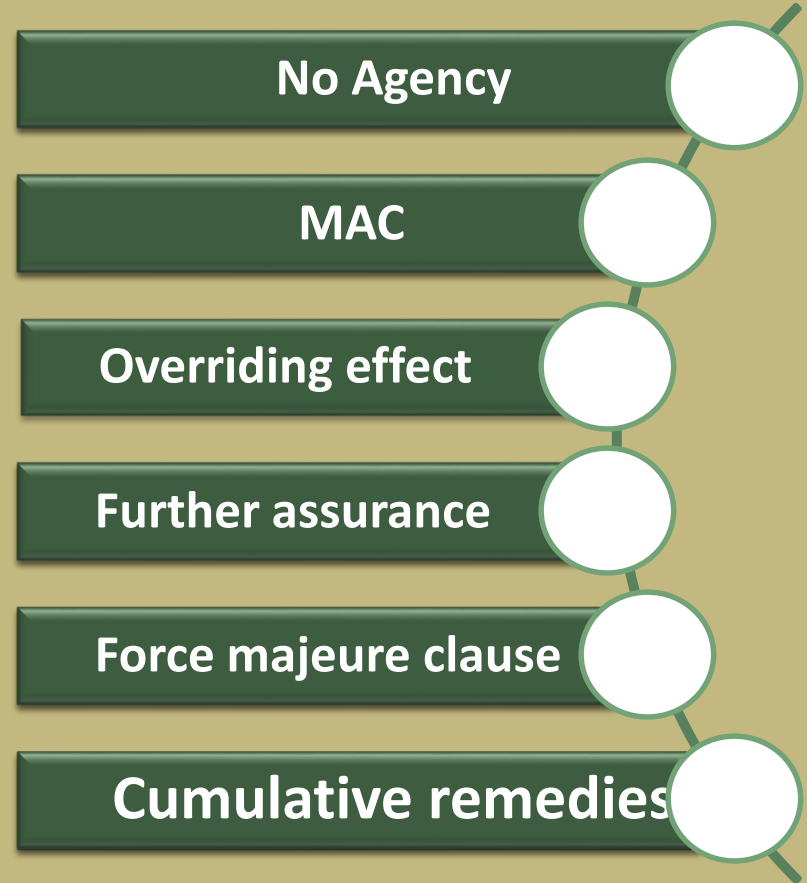 No Agency
MAC
Overriding effect
Further assurance
Force majeure clause
Cumulative remedies